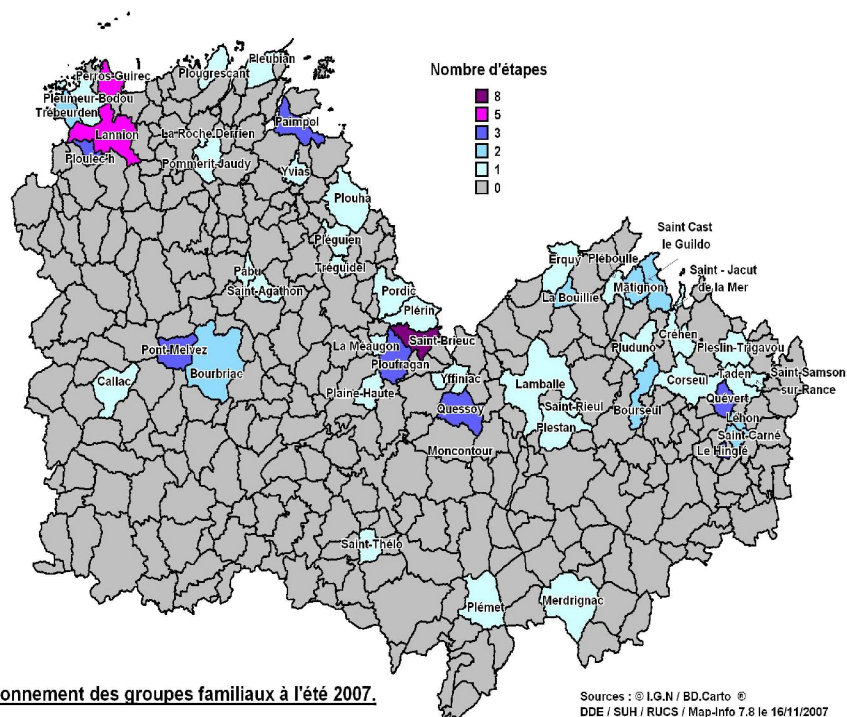 Nombre d'étapes
8
5
3
2
1
0
Pleubian
Perros-Guirec
Plougrescant
Pleumeur-Bodou
Trébeurden
Paimpol
Lannion
La Roche Derrien
Ploulec'h
Pommerit-Jaudy
Yvias
Plouha
Saint Cast
le Guildo
Pléguien
Erquy
Pléboulle
Saint - Jacut
de la Mer
Pabu
Tréguidel
Matignon
Saint-Agathon
Pordic
La Bouillie
Plérin
Créhen
Saint-Brieuc
Pont-Melvez
La Méaugon
Pluduno
Pleslin-Trigavou
Ploufragan
Bourbriac
Callac
Yffiniac
Lamballe
Corseul
Taden
Saint-Samson
sur-Rance
Plaine-Haute
Quévert
Quessoy
Saint-Rieul
Bourseul
Léhon
Plestan
Saint-Carné
Moncontour
Le Hinglé
Saint-Thélo
Plémet
Merdrignac
onnement des groupes familiaux à l'été 2007.
Sources : © I.G.N / BD.Carto ®
DDE / SUH / RUCS / Map-Info 7.8 le 16/11/2007